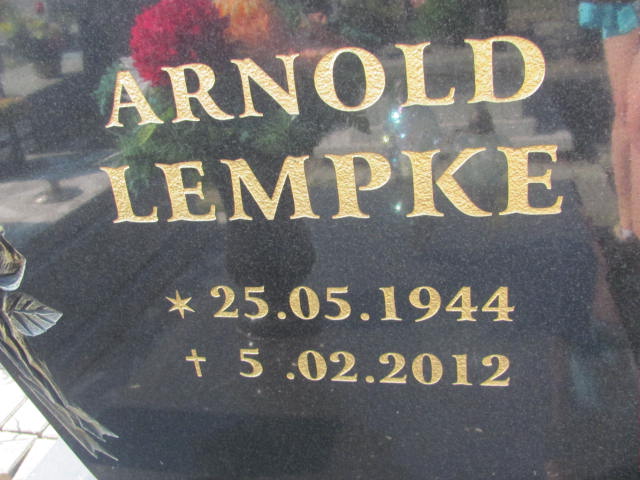 ARNOLD
LEMPKE
* 25.05.1944
† 5 .02.2012